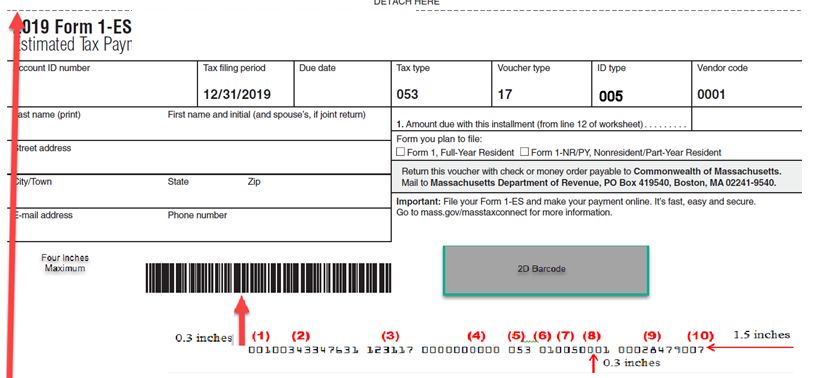 DETACH HERE
2019 Form 1-ES
Estimated Tax Payr
Account ID number
Tax filing period
Due date
Tax type
Voucher type
ID type
Vendor code
12/31/2019
053
17
005
0001
Last name (print)
First name and initial (and spouse's, if joint return)
1. Amount due with this installment (from line 12 of worksheet) . . . . . . . . .
Form you plan to file:
Form 1, Full-Year Resident
Form 1-NR/PY, Nonresident/Part-Year Resident
Street address
Return this voucher with check or money order payable to Commonwealth of Massachusetts.
Mail to Massachusetts Department of Revenue, PO Box 419540, Boston, MA 02241-9540.
City/Town
State
Zip
Important: File your Form 1-ES and make your payment online. It's fast, easy and secure.
Go to mass.gov/masstaxconnect for more information.
E-mail address
Phone number
Four Inches
Maximum
2D Barcode
0.3 inches
(1) (2) (3) (4) (5) (6) (7) (8) (9) (10)
1.5 inches
00100343347631 123117 0000000000 053 010050001 00028479007
0.3 inches